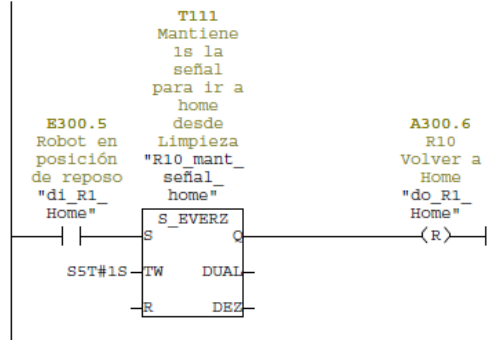 T111
Mantiene
1s la
señal
para ir a
home
desde
Limpieza
"R10_mant_
señal_
home"
E300.5
Robot en
posición
de reposo
"di_R1_
Home"
A300.6
R10
Volver a
Home
"do_R1_
Home"
S_EVERZ
S
Q
(R)
S5T#1S
TW
DUAL
R
DEZ